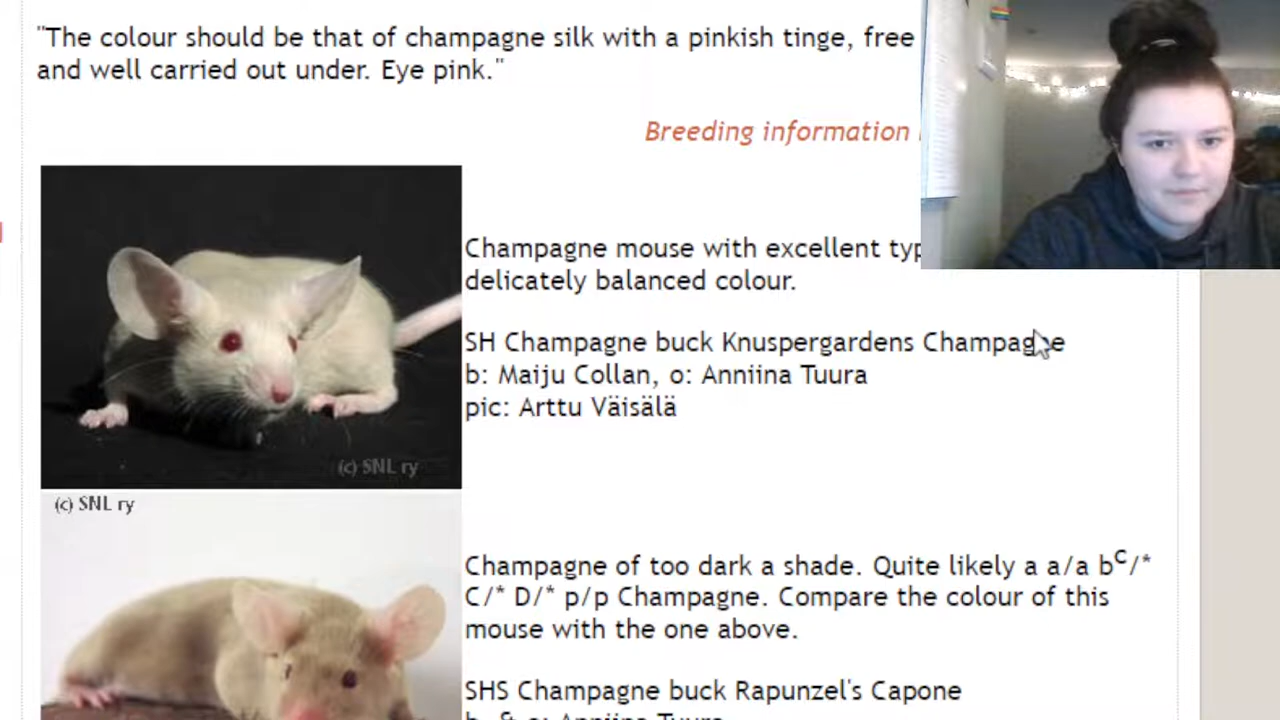 "The colour should be that of champagne silk with a pinkish tinge, free
and well carried out under. Eye pink."
Breeding information
Champagne mouse with excellent typ
delicately balanced colour.
SH Champagne buck Knuspergardens Champagne
b: Maiju Collan, o: Anniina Tuura
pic: Arttu Väisälä
(c) SNL ry
(c) SNL ry
Champagne of too dark a shade. Quite likely a a/a bᶜ/*
C/* D/* p/p Champagne. Compare the colour of this
mouse with the one above.
SHS Champagne buck Rapunzel's Capone
b & o: Anniina Tuura